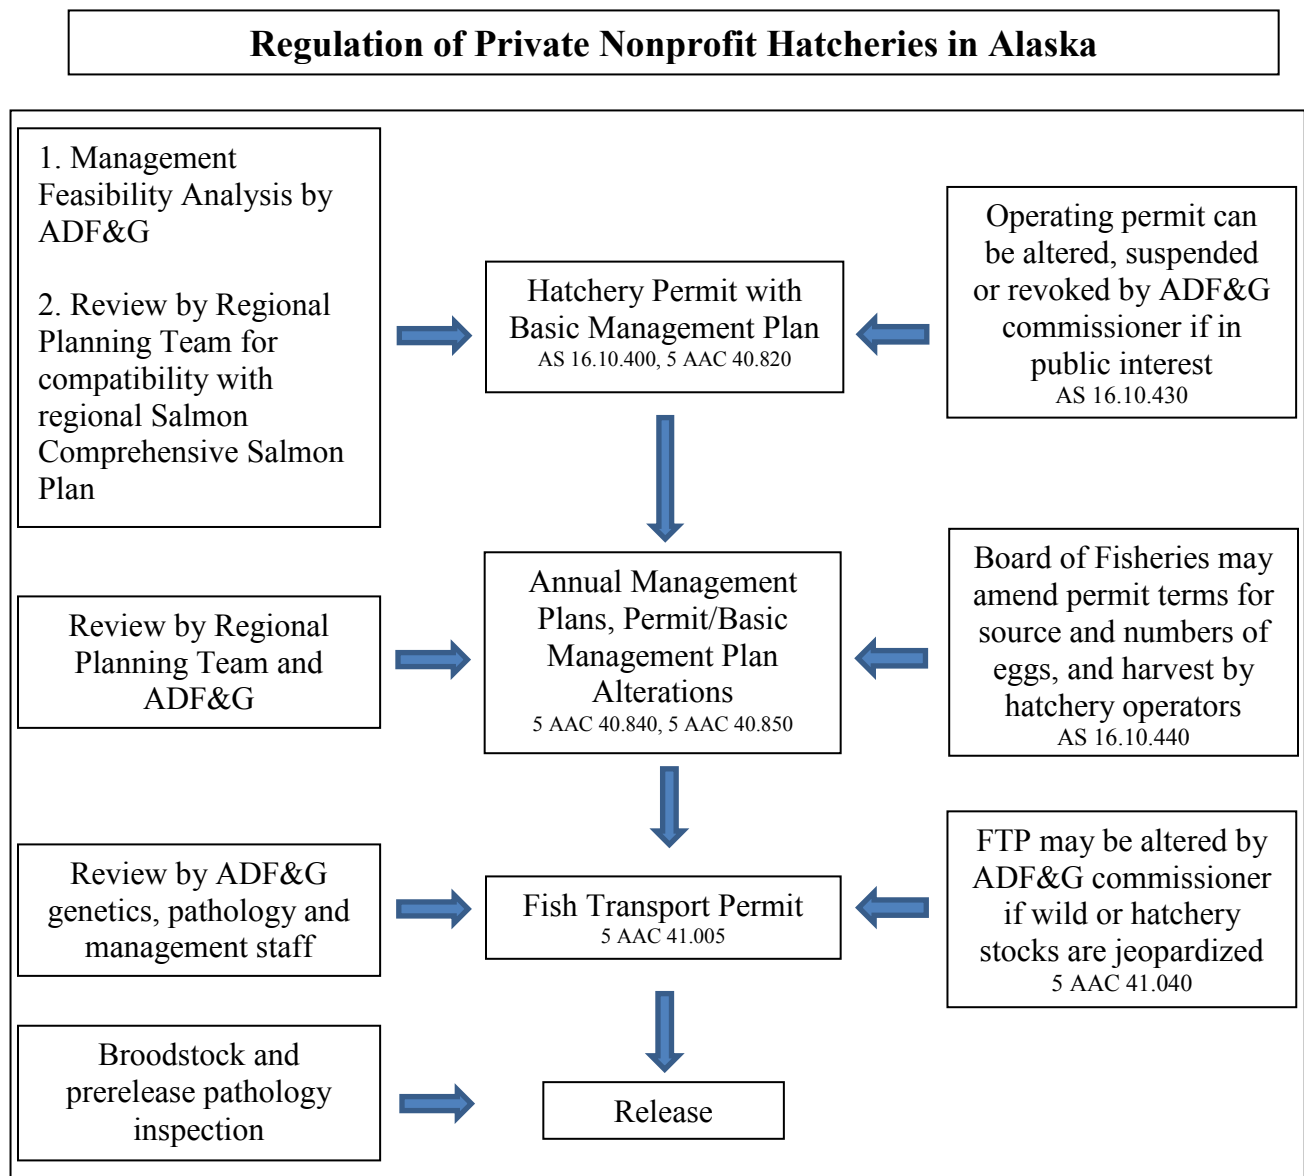 Regulation of Private Nonprofit Hatcheries in Alaska
1. Management
Feasibility Analysis by
ADF&G
2. Review by Regional
Planning Team for
compatibility with
regional Salmon
Comprehensive Salmon
Plan
Hatchery Permit with
Basic Management Plan
AS 16.10.400, 5 AAC 40.820
Operating permit can
be altered, suspended
or revoked by ADF&G
commissioner if in
public interest
AS 16.10.430
Review by Regional
Planning Team and
ADF&G
Annual Management
Plans, Permit/Basic
Management Plan
Alterations
5 AAC 40.840, 5 AAC 40.850
Board of Fisheries may
amend permit terms for
source and numbers of
eggs, and harvest by
hatchery operators
AS 16.10.440
Review by ADF&G
genetics, pathology and
management staff
Fish Transport Permit
5 AAC 41.005
FTP may be altered by
ADF&G commissioner
if wild or hatchery
stocks are jeopardized
5 AAC 41.040
Broodstock and
prerelease pathology
inspection
Release